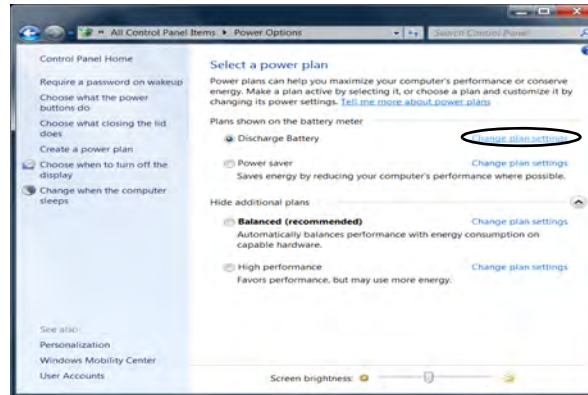 All Control Panel Items ▸ Power Options
Search Control Panel
Control Panel Home
Require a password on wakeup
Choose what the power
buttons do
Choose what closing the lid
does
Create a power plan
Choose when to turn off the
display
Change when the computer
sleeps
See also
Personalization
Windows Mobility Center
User Accounts
Select a power plan
Power plans can help you maximize your computer's performance or conserve
energy. Make a plan active by selecting it, or choose a plan and customize it by
changing its power settings. Tell me more about power plans
Plans shown on the battery meter
Discharge Battery Change plan settings
Power saver Change plan settings
Saves energy by reducing your computer's performance where possible.
Hide additional plans
Balanced (recommended) Change plan settings
Automatically balances performance with energy consumption on
capable hardware.
High performance Change plan settings
Favors performance, but may use more energy.
Screen brightness: